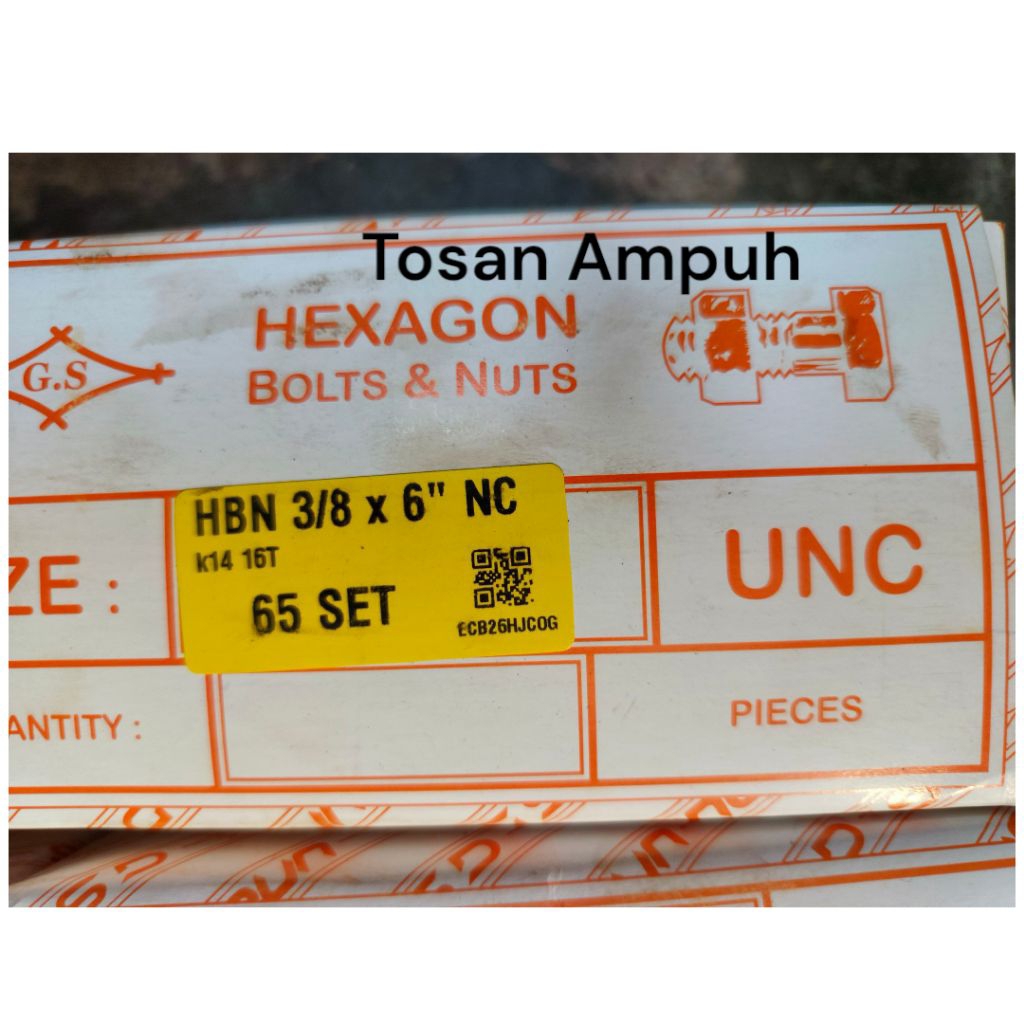 Tosan Ampuh
G.S
HEXAGON
BOLTS & NUTS
HBN 3/8 x 6" NC
k14 16T
65 SET
ECB26HJCOG
ZE :
UNC
ANTITY :
PIECES